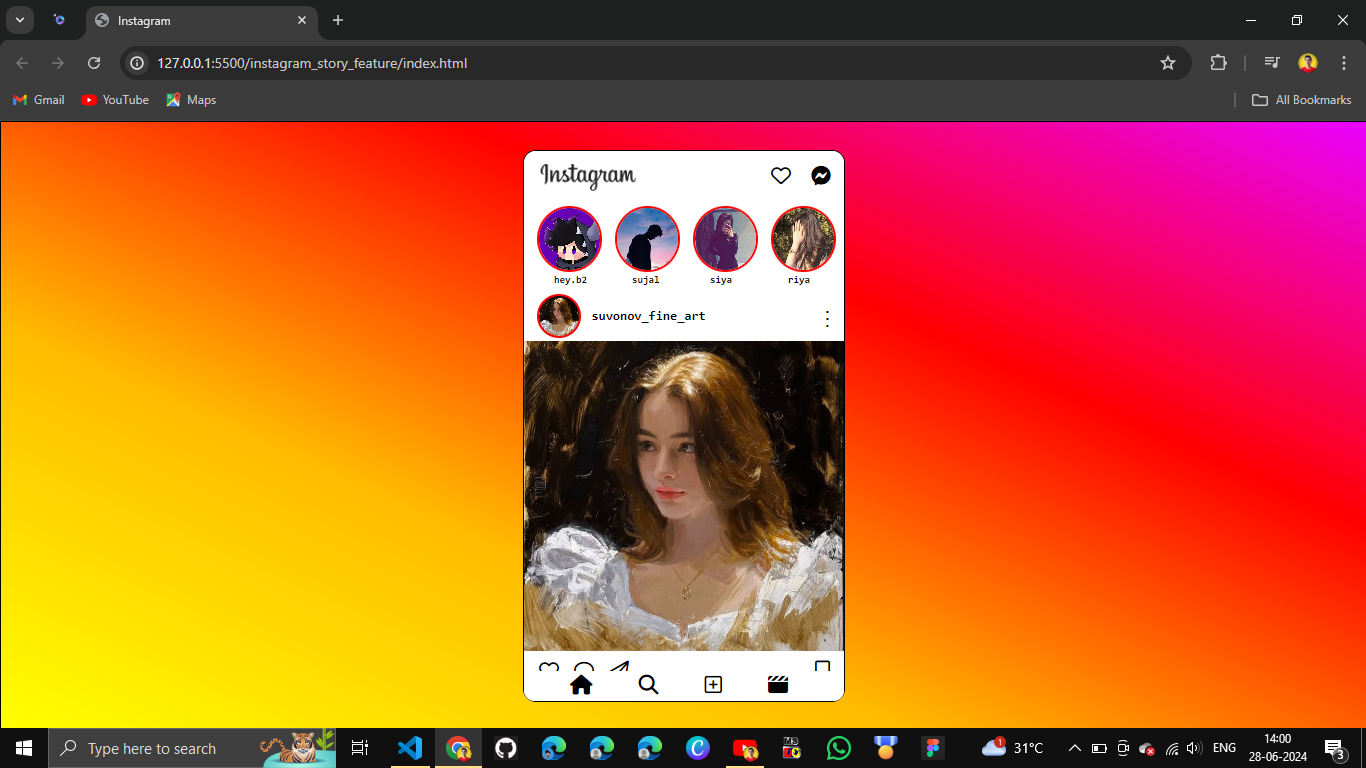 Instagram
127.0.0.1:5500/instagram_story_feature/index.html
Gmail YouTube Maps All Bookmarks
Instagram
hey.b2 sujal siya riya
suvonov_fine_art
Type here to search 31°C ENG 14:00
28-06-2024
1
3